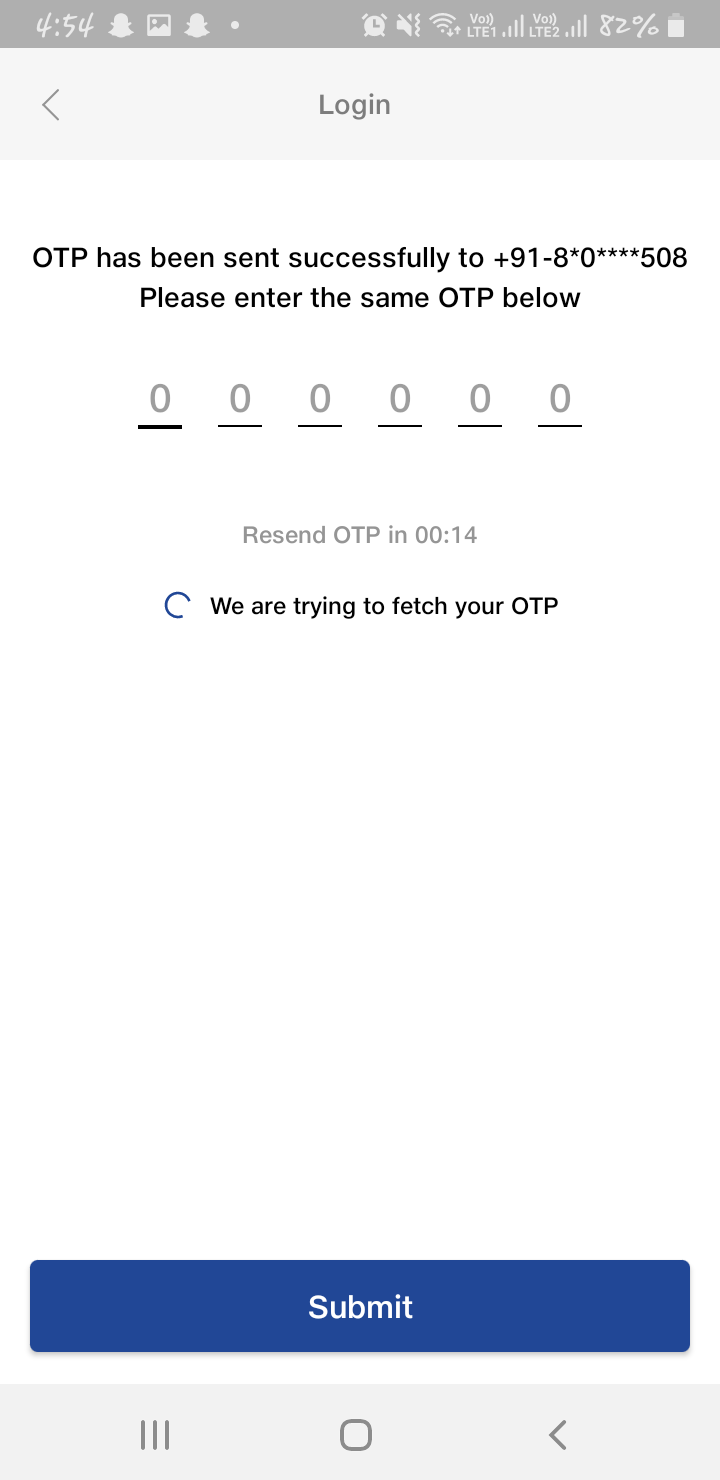 4:54 Vo)) LTE1 Vo)) LTE2 82%
Login
OTP has been sent successfully to +91-8*0****508
Please enter the same OTP below
0 0 0 0 0 0
Resend OTP in 00:14
We are trying to fetch your OTP
Submit